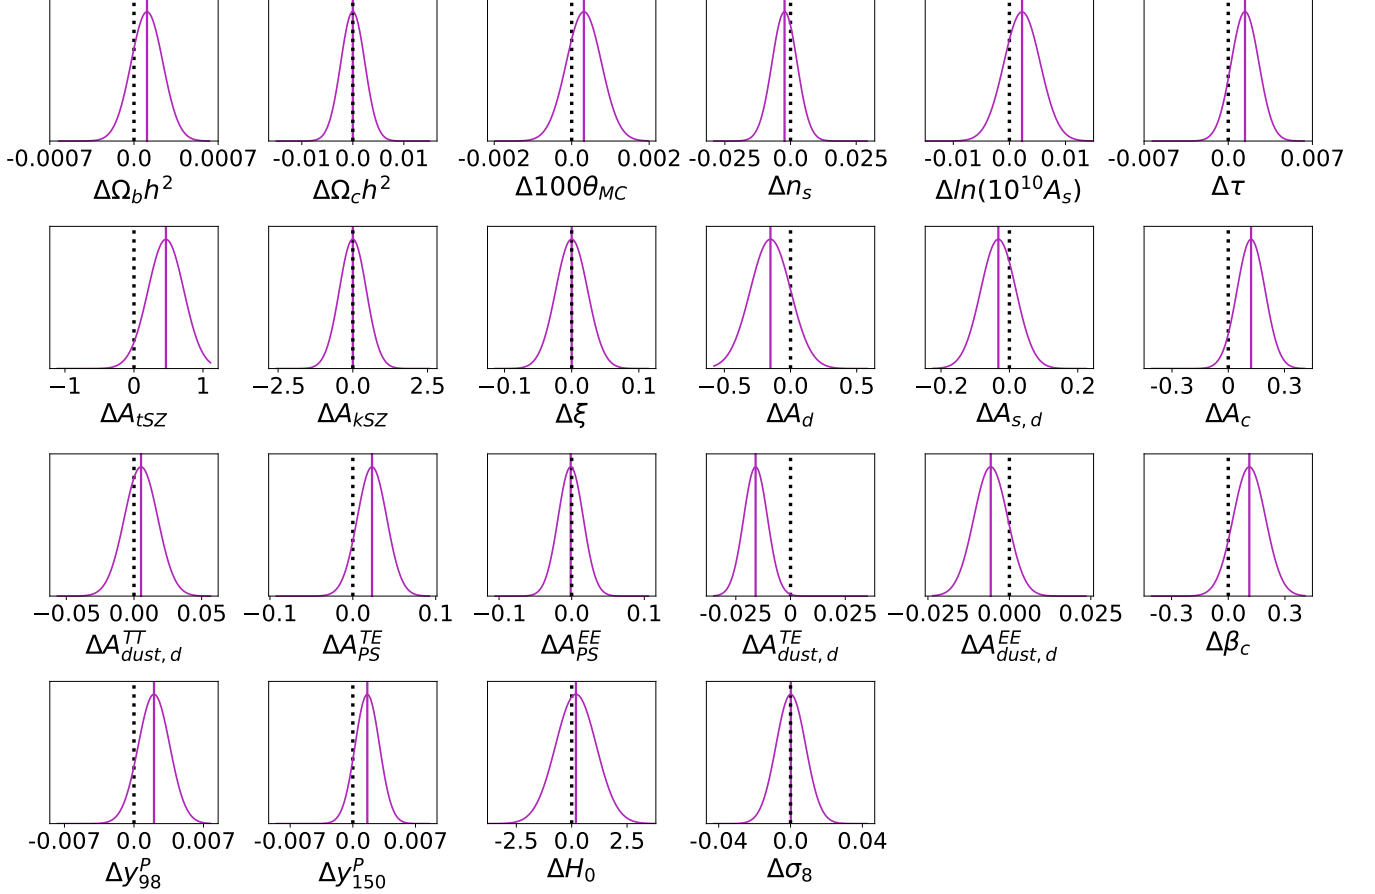 -0.00007 0.0 0.00007 -0.01 0.0 0.01 -0.002 0.0 0.002 -0.025 0.0 0.025 -0.01 0.0 0.01 -0.007 0.0 0.007
ΔΩ_b h² ΔΩ_c h² Δ100θ_MC Δn_s Δln(10¹⁰A_s) Δτ
−1 0 1 −2.5 0.0 2.5 −0.1 0.0 0.1 −0.5 0.0 0.5 −0.2 0.0 0.2 -0.3 0.0 0.3
ΔA_tSZ ΔA_kSZ Δξ ΔA_d ΔA_s,d ΔA_c
−0.05 0.00 0.05 −0.1 0.0 0.1 −0.1 0.0 0.1 -0.025 0 0.025 −0.025 0.000 0.025 -0.3 0.0 0.3
ΔA^TT_dust,d ΔA^TE_PS ΔA^EE_PS ΔA^TE_dust,d ΔA^EE_dust,d Δβ_c
-0.007 0.0 0.007 -0.007 0.0 0.007 -2.5 0.0 2.5 -0.04 0.0 0.04
Δy^P_98 Δy^P_150 ΔH_0 Δσ_8